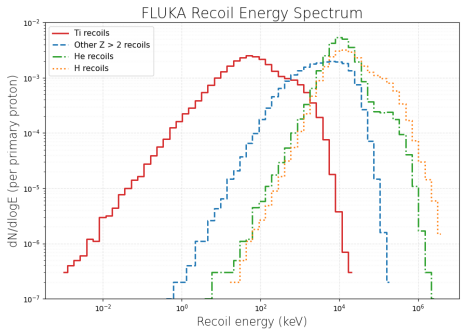 FLUKA Recoil Energy Spectrum
Ti recoils
Other Z > 2 recoils
He recoils
H recoils
dN/dlogE (per primary proton)
10⁻²
10⁻³
10⁻⁴
10⁻⁵
10⁻⁶
10⁻⁷
10⁻² 10⁰ 10² 10⁴ 10⁶
Recoil energy (keV)